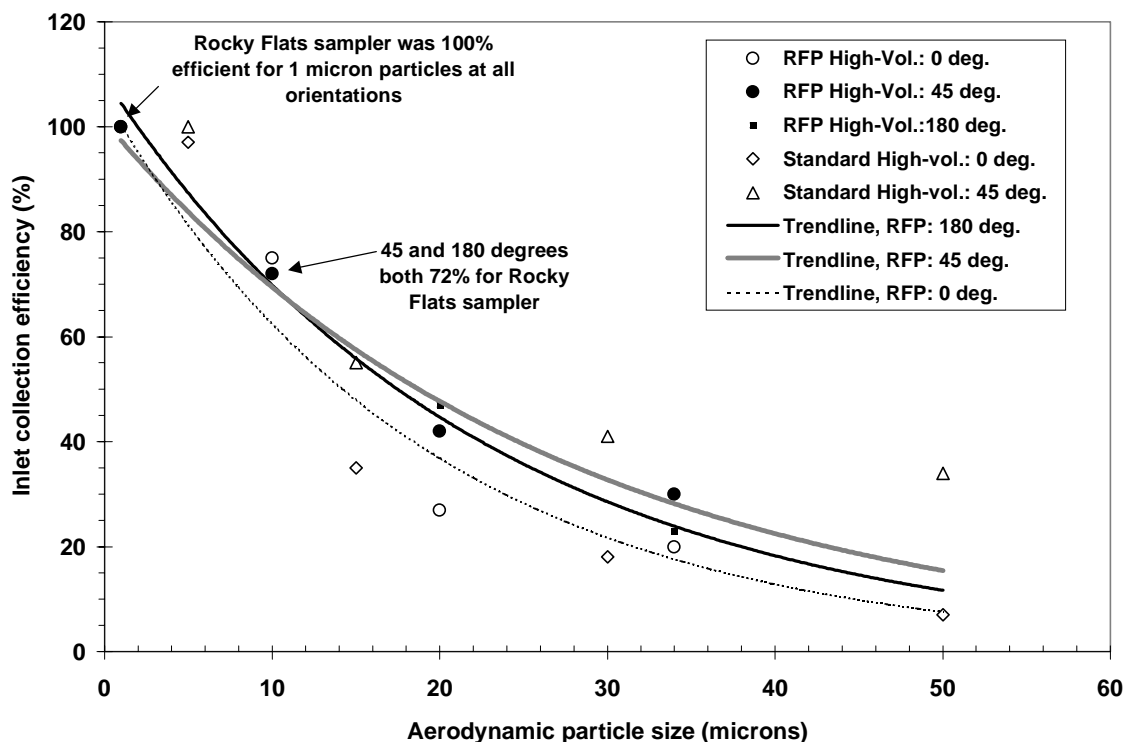 120
100
80
60
40
20
0
Inlet collection efficiency (%)
Rocky Flats sampler was 100%
efficient for 1 micron particles at all
orientations
45 and 180 degrees
both 72% for Rocky
Flats sampler
RFP High-Vol.: 0 deg.
RFP High-Vol.: 45 deg.
RFP High-Vol.:180 deg.
Standard High-vol.: 0 deg.
Standard High-vol.: 45 deg.
Trendline, RFP: 180 deg.
Trendline, RFP: 45 deg.
Trendline, RFP: 0 deg.
0 10 20 30 40 50 60
Aerodynamic particle size (microns)